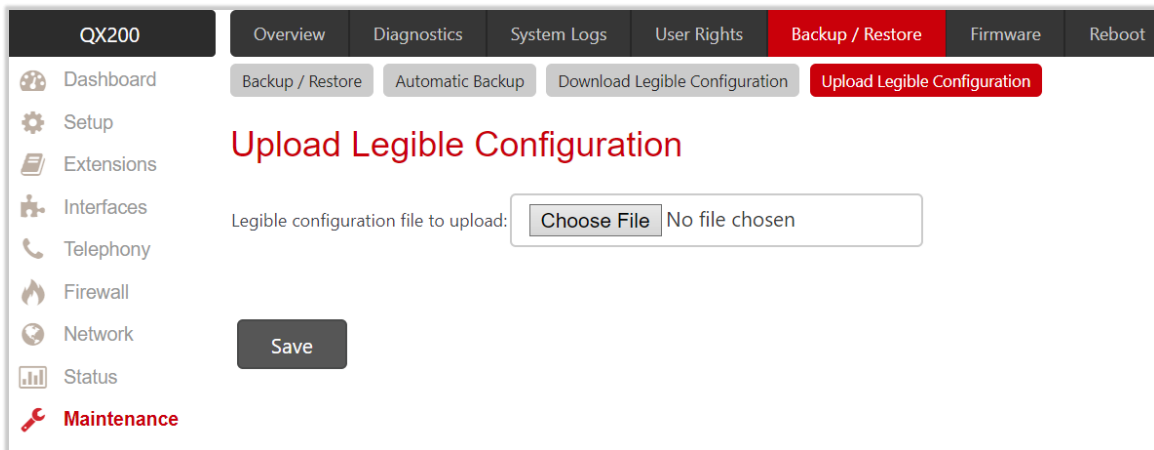 QX200
Overview Diagnostics System Logs User Rights Backup / Restore Firmware Reboot
Backup / Restore Automatic Backup Download Legible Configuration Upload Legible Configuration
Dashboard
Setup
Extensions
Interfaces
Telephony
Firewall
Network
Status
Maintenance
Upload Legible Configuration
Legible configuration file to upload: Choose File No file chosen
Save